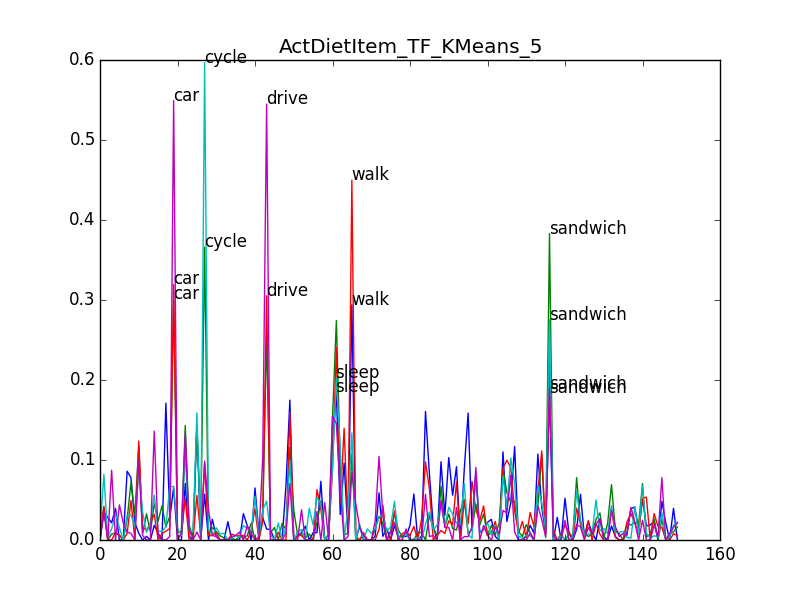 ActDietItem_TF_KMeans_5
0.6
0.5
0.4
0.3
0.2
0.1
0.0
cycle
car
drive
walk
cycle
sandwich
car
car
drive
walk
sandwich
sleep
sleep
sandwich
sandwich
0 20 40 60 80 100 120 140 160